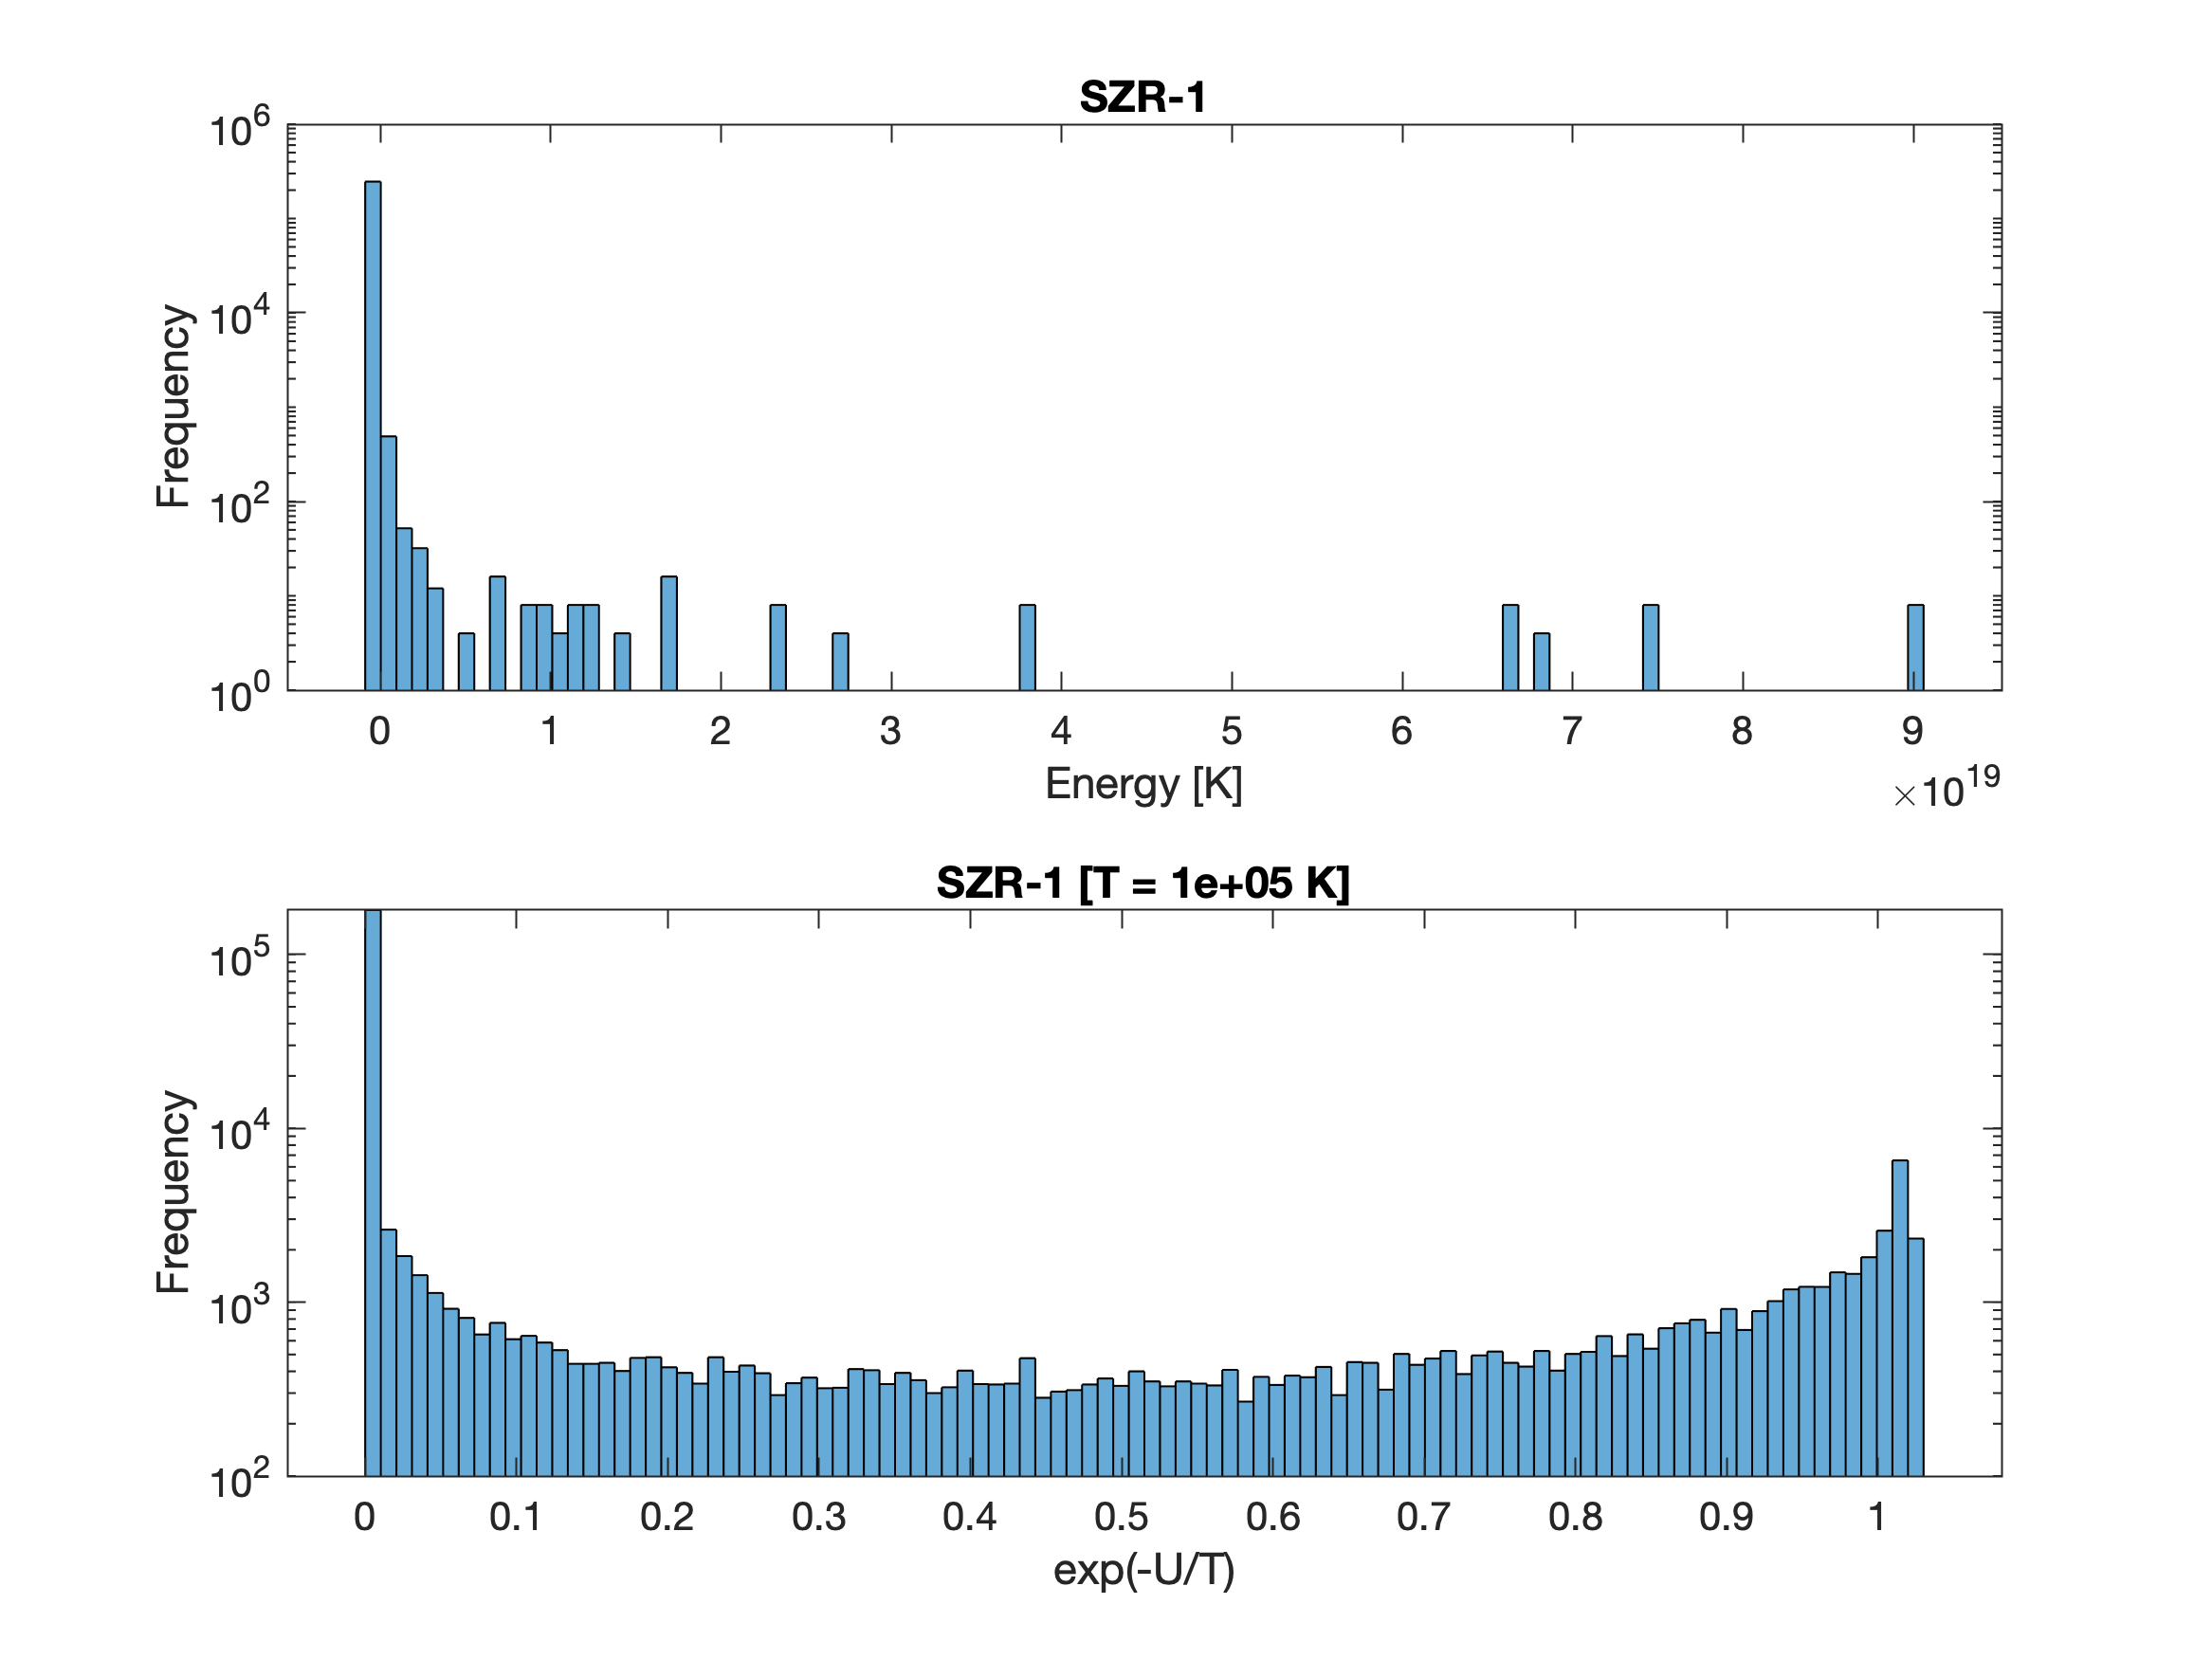 SZR-1
10^6
10^4
10^2
10^0
Frequency
0 1 2 3 4 5 6 7 8 9
Energy [K]
×10^19
SZR-1 [T = 1e+05 K]
10^5
10^4
10^3
10^2
Frequency
0 0.1 0.2 0.3 0.4 0.5 0.6 0.7 0.8 0.9 1
exp(-U/T)